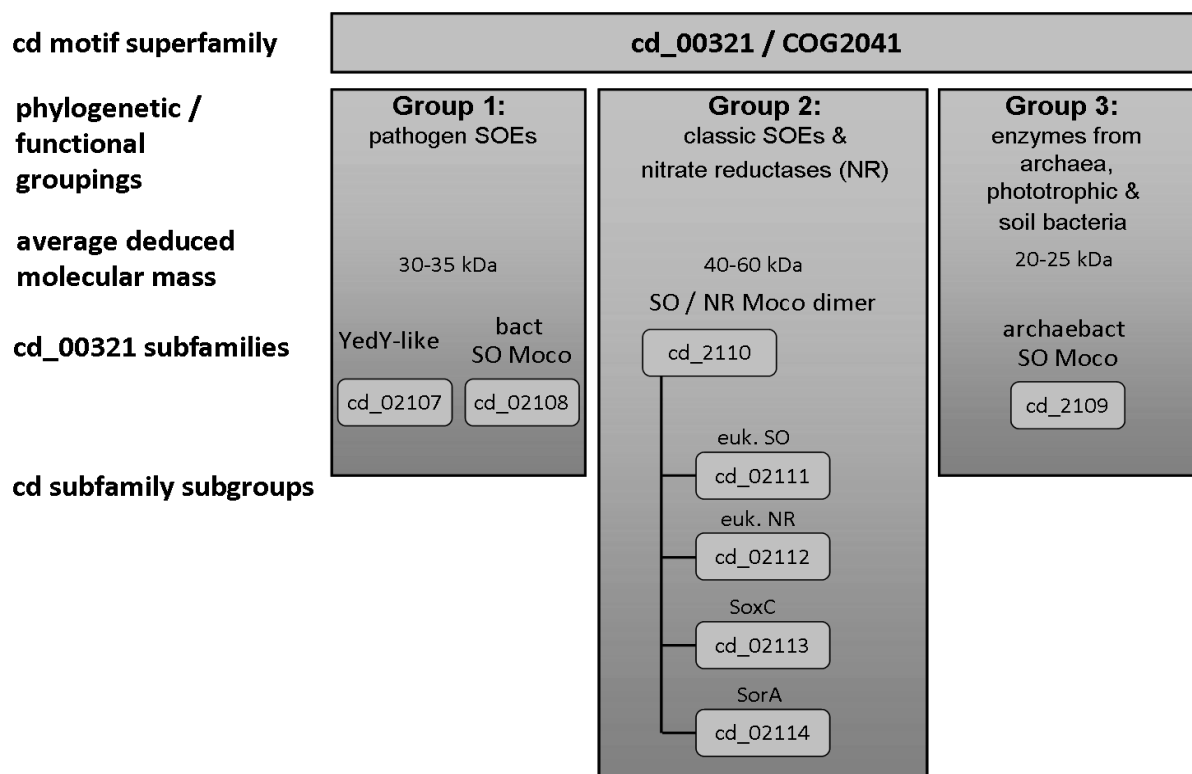 cd motif superfamily
cd_00321 / COG2041
phylogenetic /
functional
groupings
Group 1:
pathogen SOEs
Group 2:
classic SOEs &
nitrate reductases (NR)
Group 3:
enzymes from
archaea,
phototrophic &
soil bacteria
average deduced
molecular mass
30-35 kDa
40-60 kDa
20-25 kDa
cd_00321 subfamilies
YedY-like
cd_02107
bact
SO Moco
cd_02108
SO / NR Moco dimer
cd_2110
archaebact
SO Moco
cd_2109
cd subfamily subgroups
euk. SO
cd_02111
euk. NR
cd_02112
SoxC
cd_02113
SorA
cd_02114